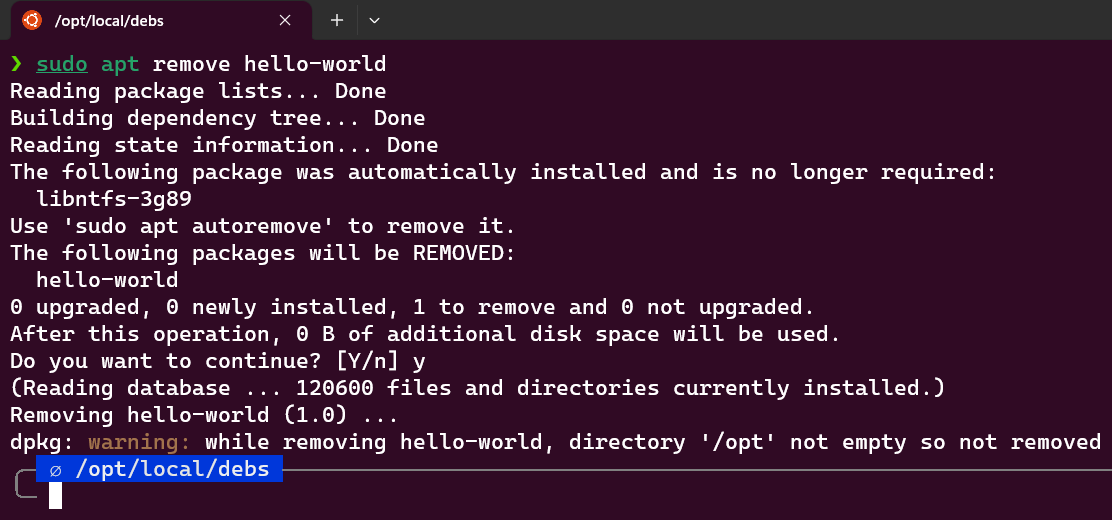 /opt/local/debs
❯ sudo apt remove hello-world
Reading package lists... Done
Building dependency tree... Done
Reading state information... Done
The following package was automatically installed and is no longer required:
  libntfs-3g89
Use 'sudo apt autoremove' to remove it.
The following packages will be REMOVED:
  hello-world
0 upgraded, 0 newly installed, 1 to remove and 0 not upgraded.
After this operation, 0 B of additional disk space will be used.
Do you want to continue? [Y/n] y
(Reading database ... 120600 files and directories currently installed.)
Removing hello-world (1.0) ...
dpkg: warning: while removing hello-world, directory '/opt' not empty so not removed
∅ /opt/local/debs